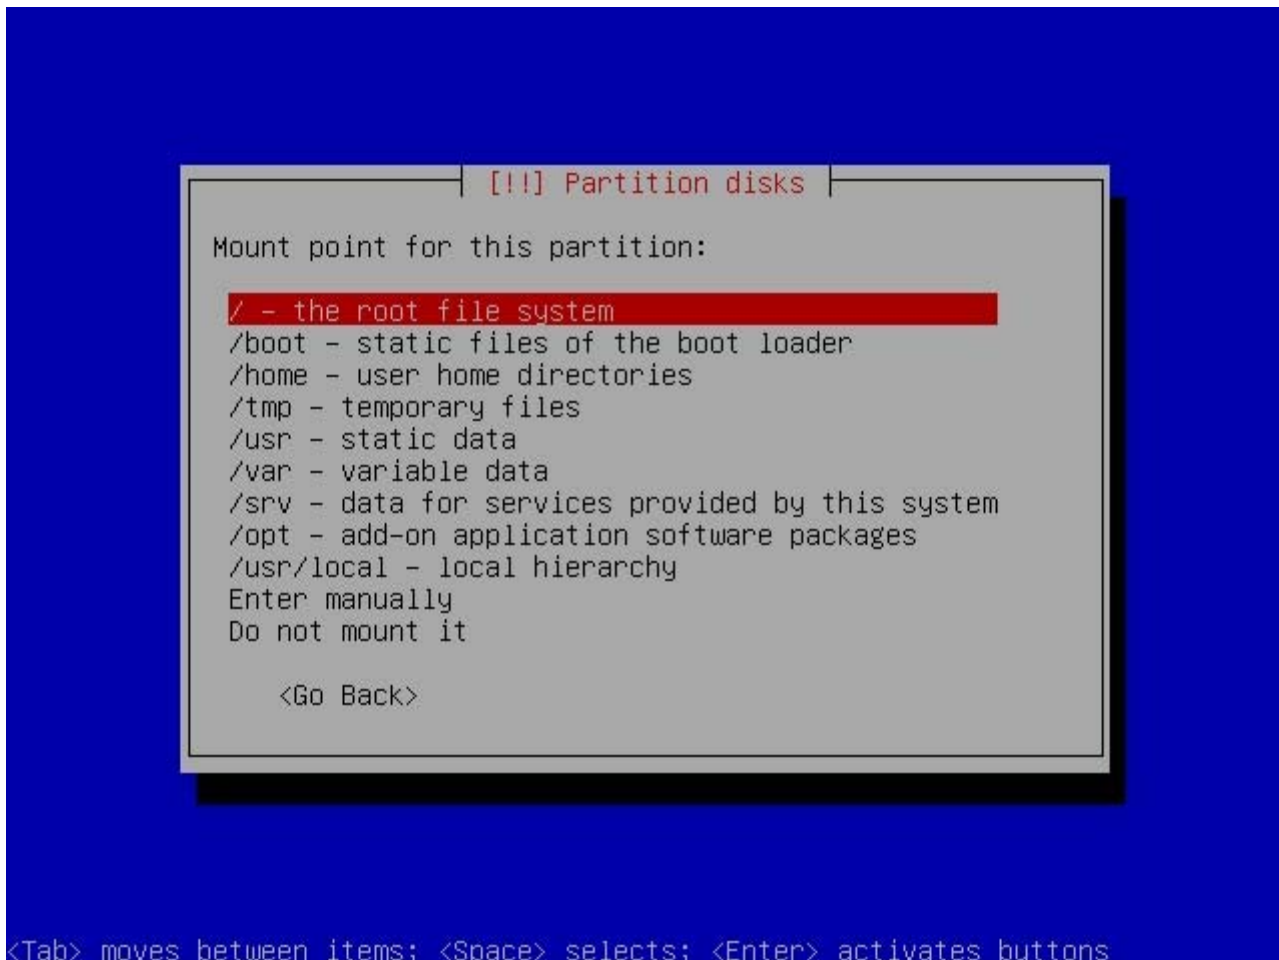 [!!] Partition disks
Mount point for this partition:
/ - the root file system
/boot - static files of the boot loader
/home - user home directories
/tmp - temporary files
/usr - static data
/var - variable data
/srv - data for services provided by this system
/opt - add-on application software packages
/usr/local - local hierarchy
Enter manually
Do not mount it
<Go Back>
<Tab> moves between items; <Space> selects; <Enter> activates buttons